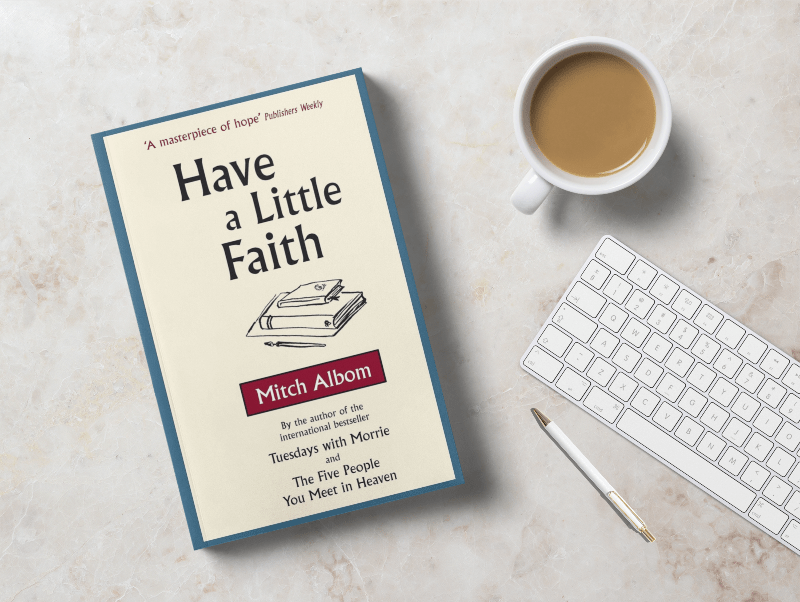 'A masterpiece of hope' Publishers Weekly
Have
a Little
Faith
Mitch Albom
By the author of the
international bestseller
Tuesdays with Morrie
and
The Five People
You Meet in Heaven
Q W E R T Y U I O
A S D F G H J K L
Z X C V B N M